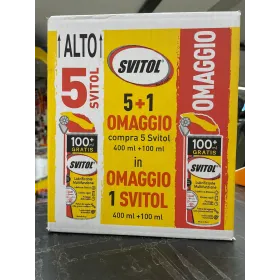 ↑ALTO↑
5
SVITOL
100+
GRATIS
SVITOL
SVITOL
5+1
OMAGGIO
compra 5 Svitol
400 ml +100 ml
in
OMAGGIO
1 SVITOL
400 ml +100 ml
OMAGGIO
100+
GRATIS
SVITOL